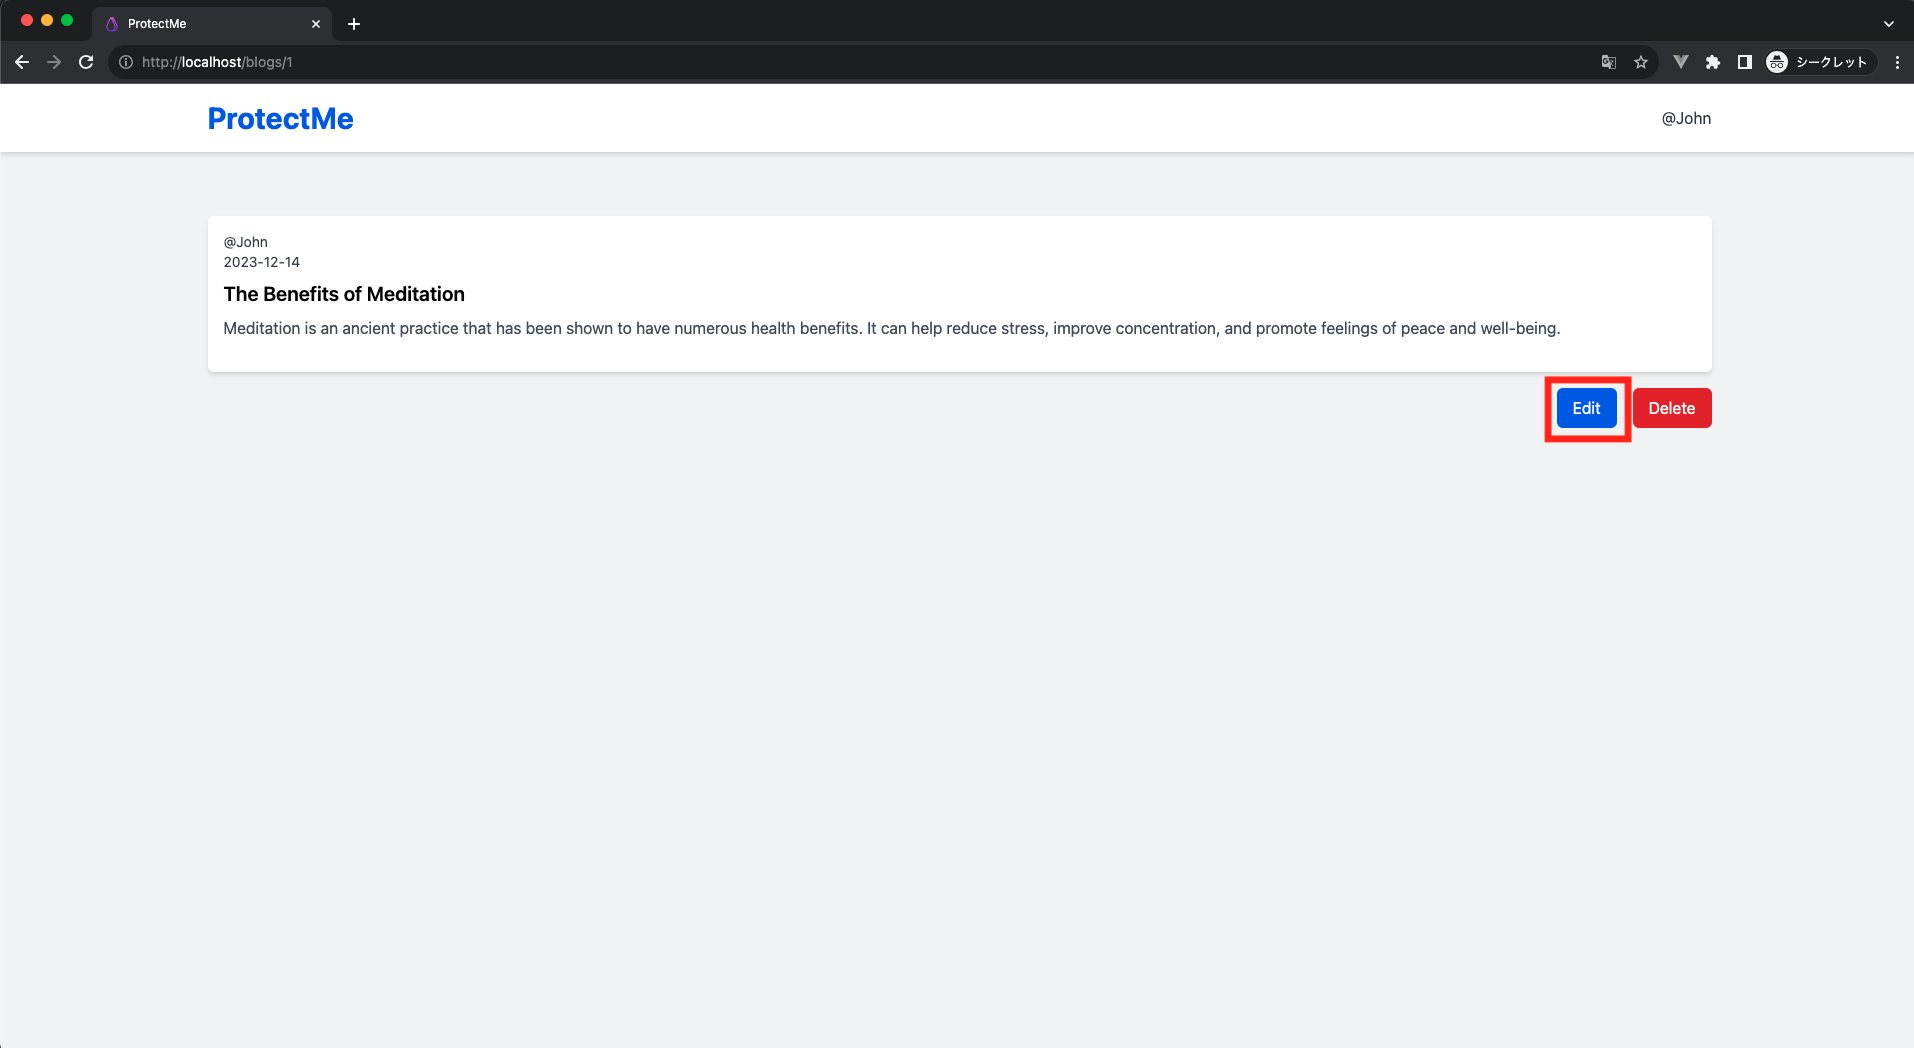 ProtectMe
http://localhost/blogs/1
シークレット
ProtectMe
@John
@John
2023-12-14
The Benefits of Meditation
Meditation is an ancient practice that has been shown to have numerous health benefits. It can help reduce stress, improve concentration, and promote feelings of peace and well-being.
Edit
Delete